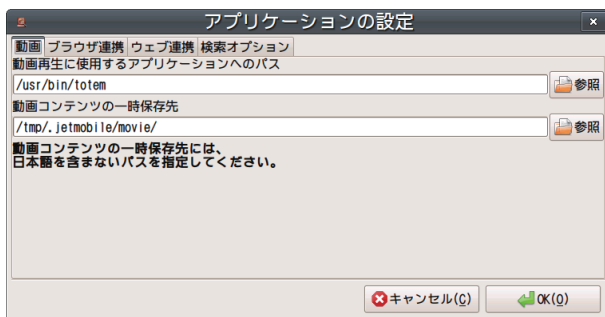 アプリケーションの設定
動画 ブラウザ連携 ウェブ連携 検索オプション
動画再生に使用するアプリケーションへのパス
/usr/bin/totem 参照
動画コンテンツの一時保存先
/tmp/.jetmobile/movie/ 参照
動画コンテンツの一時保存先には、
日本語を含まないパスを指定してください。
キャンセル(C) OK(O)